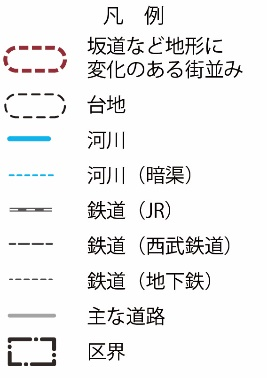 凡 例
坂道など地形に
変化のある街並み
台地
河川
河川（暗渠）
鉄道（JR）
鉄道（西武鉄道）
鉄道（地下鉄）
主な道路
区界